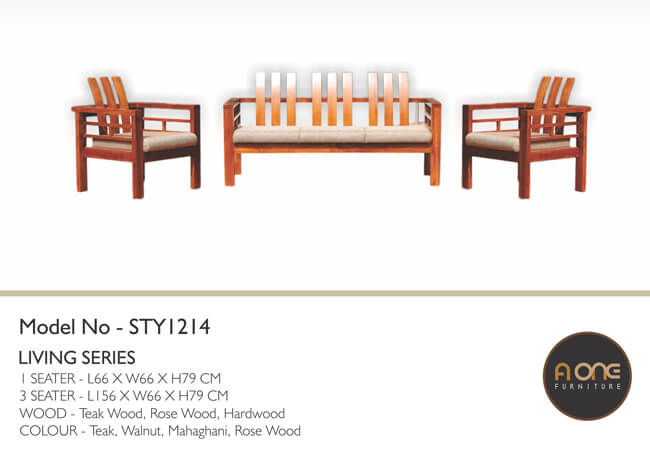 Model No - STY1214
LIVING SERIES
1 SEATER - L66 X W66 X H79 CM
3 SEATER - L156 X W66 X H79 CM
WOOD - Teak Wood, Rose Wood, Hardwood
COLOUR - Teak, Walnut, Mahaghani, Rose Wood
A ONE
FURNITURE